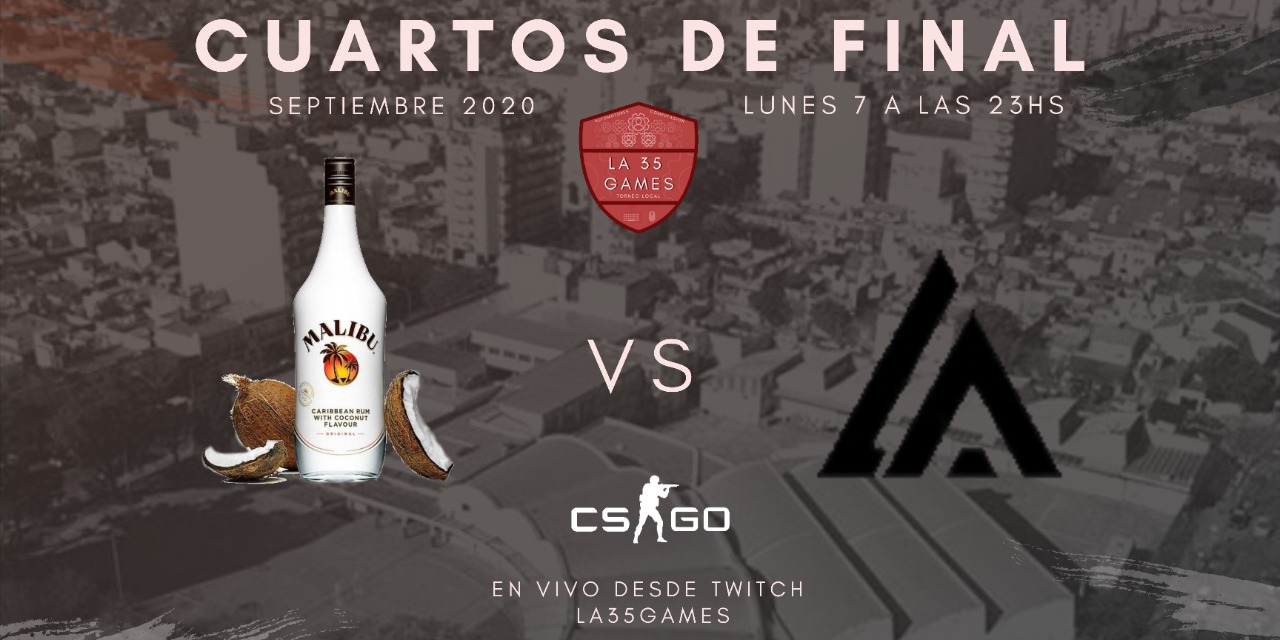 CUARTOS DE FINAL
SEPTIEMBRE 2020
LUNES 7 A LAS 23HS
LA 35
GAMES
TORNEO LOCAL
MALIBU
MALIBU
CARIBBEAN RUM
WITH COCONUT
FLAVOUR
ORIGINAL
VS
CS GO
EN VIVO DESDE TWITCH
LA35GAMES